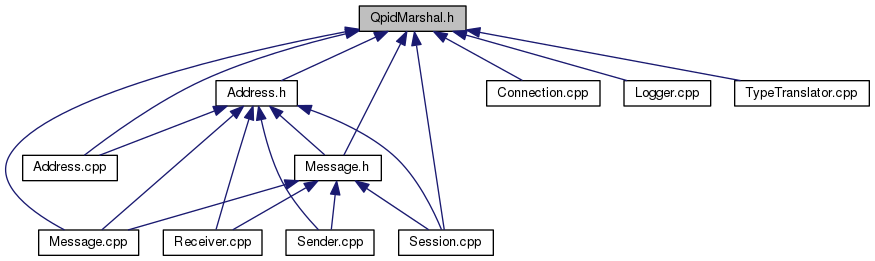 QpidMarshal.h
Address.h
Connection.cpp
Logger.cpp
TypeTranslator.cpp
Address.cpp
Message.h
Message.cpp
Receiver.cpp
Sender.cpp
Session.cpp